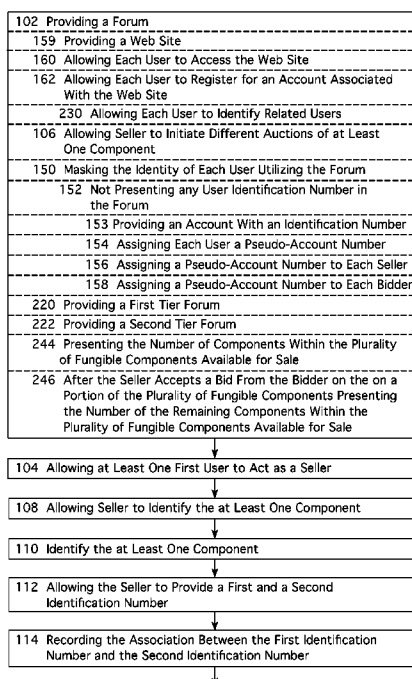 102 Providing a Forum
159 Providing a Web Site
160 Allowing Each User to Access the Web Site
162 Allowing Each User to Register for an Account Associated
With the Web Site
230 Allowing Each User to Identify Related Users
106 Allowing Seller to Initiate Different Auctions of at Least
One Component
150 Masking the Identity of Each User Utilizing the Forum
152 Not Presenting any User Identification Number in
the Forum
153 Providing an Account With an Identification Number
154 Assigning Each User a Pseudo-Account Number
156 Assigning a Pseudo-Account Number to Each Seller
158 Assigning a Pseudo-Account Number to Each Bidder
220 Providing a First Tier Forum
222 Providing a Second Tier Forum
244 Presenting the Number of Components Within the Plurality
of Fungible Components Available for Sale
246 After the Seller Accepts a Bid From the Bidder on the on a
Portion of the Plurality of Fungible Components Presenting
the Number of the Remaining Components Within the
Plurality of Fungible Components Available for Sale
104 Allowing at Least One First User to Act as a Seller
108 Allowing Seller to Identify the at Least One Component
110 Identify the at Least One Component
112 Allowing the Seller to Provide a First and a Second
Identification Number
114 Recording the Association Between the First Identification
Number and the Second Identification Number